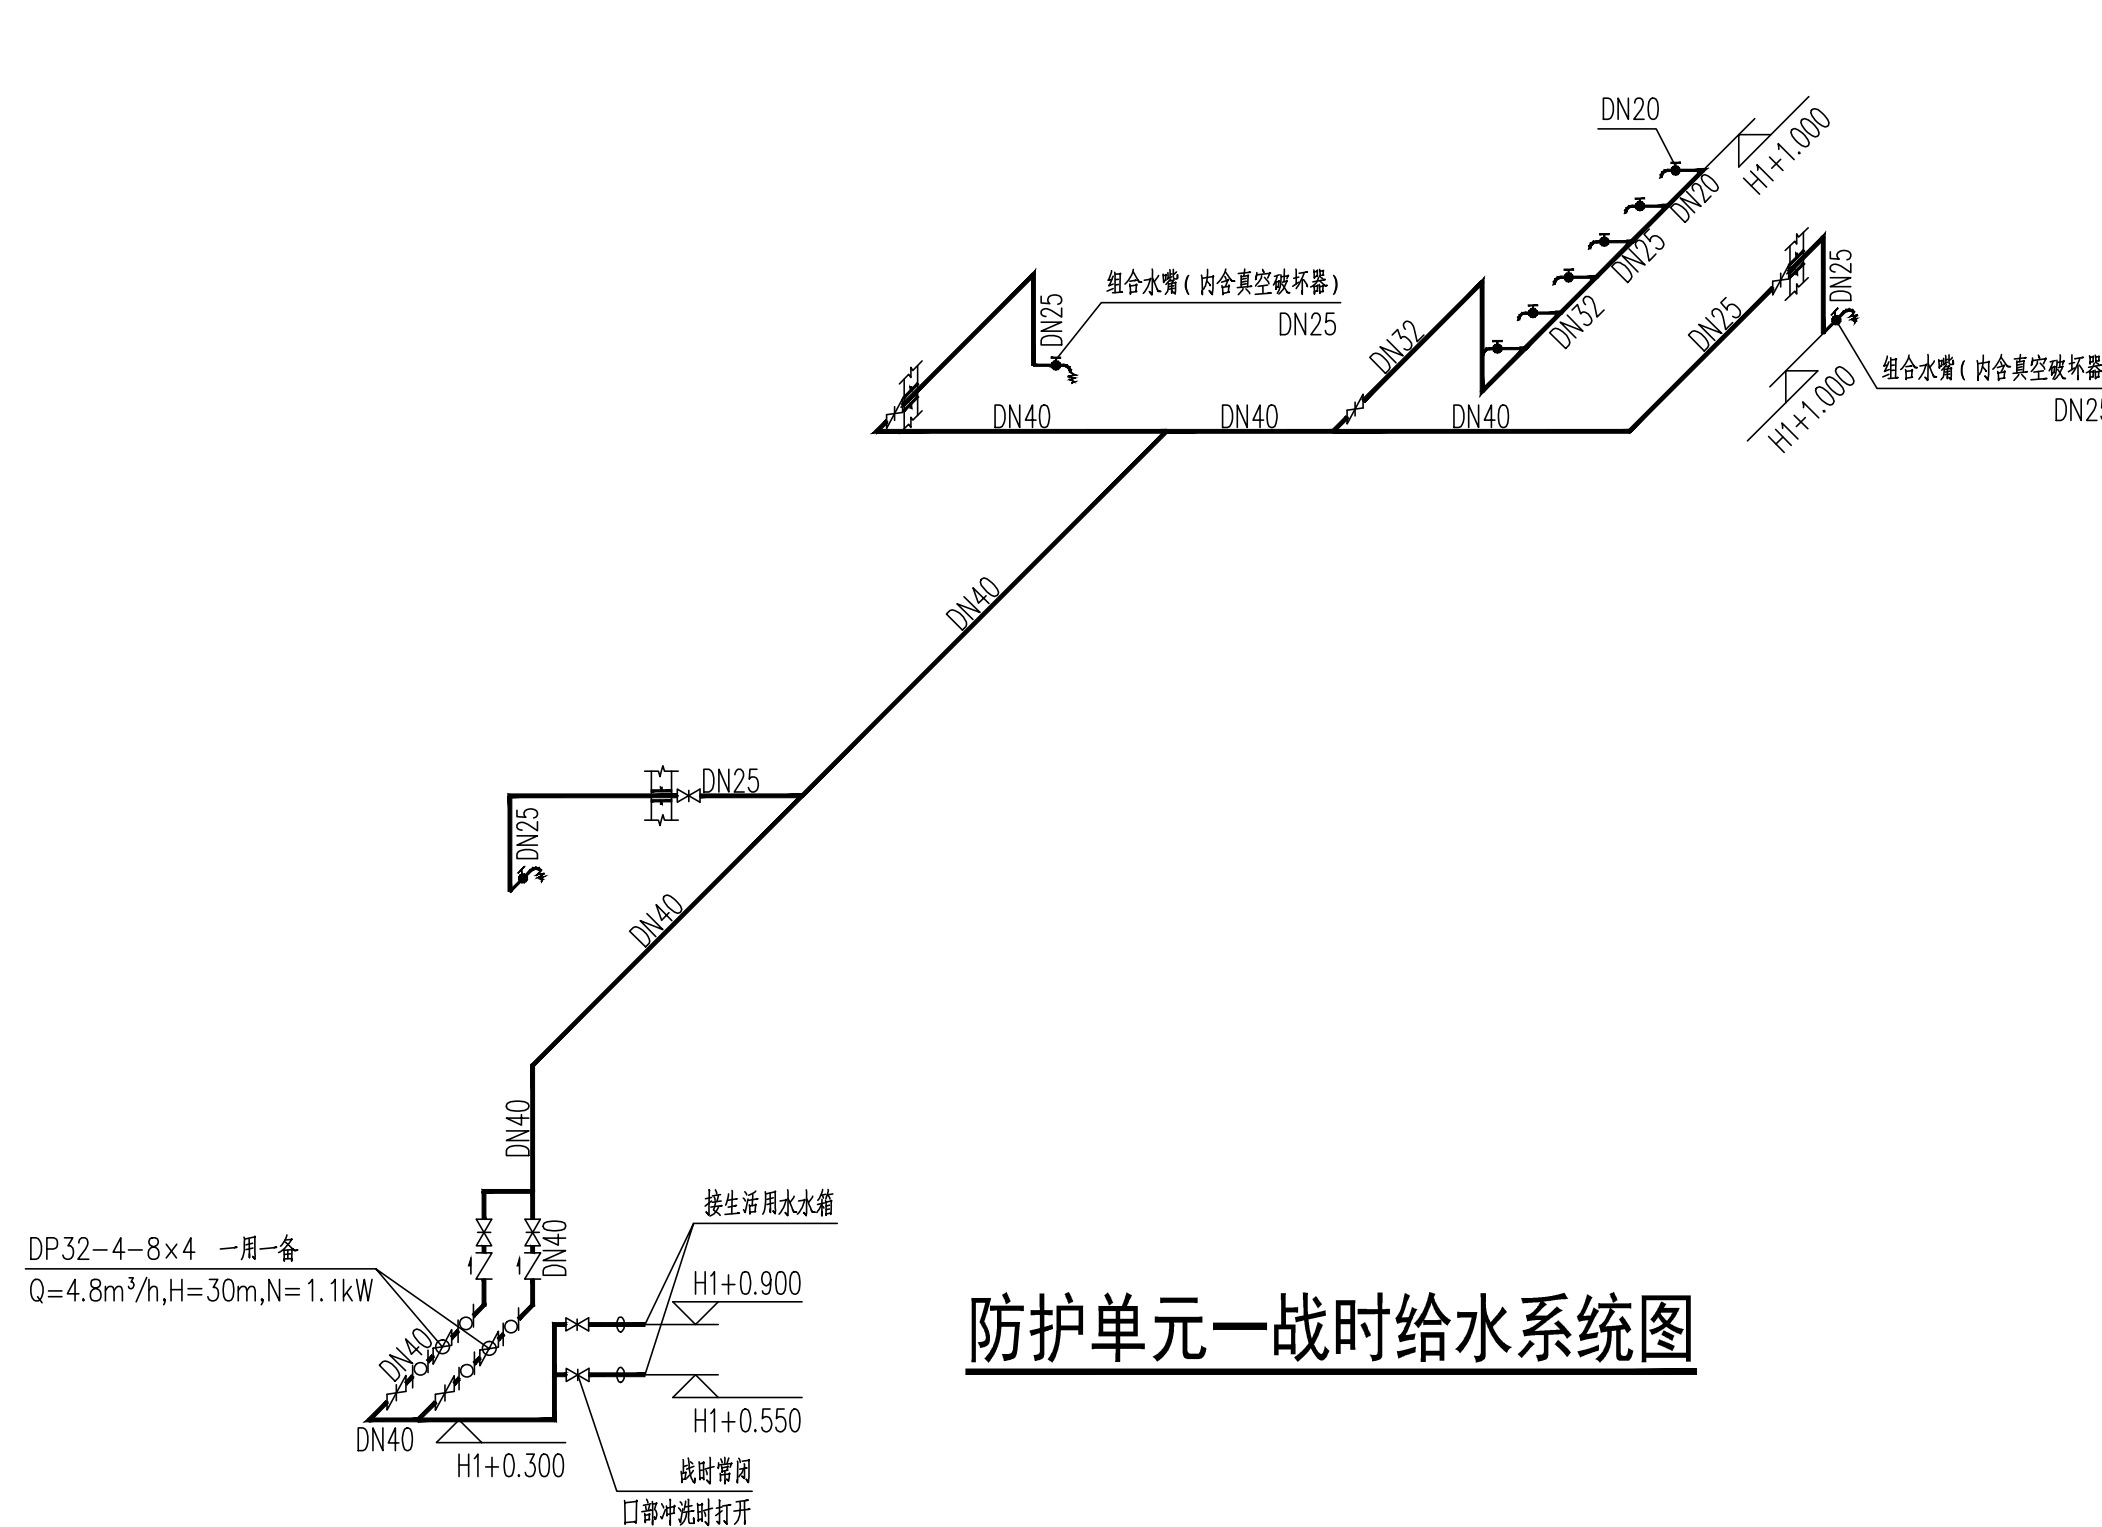 DN20
H1+1.000
DN20
DN25
DN32
组合水嘴(内含真空破坏器)
DN25
DN25
DN32
DN25
DN25
组合水嘴(内含真空破坏器
DN25
H1+1.000
DN40
DN40
DN40
DN40
DN25
DN25
DN40
DN40
接生活用水水箱
DN40
DP32-4-8×4 一用一备
Q=4.8m³/h,H=30m,N=1.1kW
H1+0.900
DN40
防护单元一战时给水系统图
H1+0.550
DN40
H1+0.300
战时常闭
口部冲洗时打开